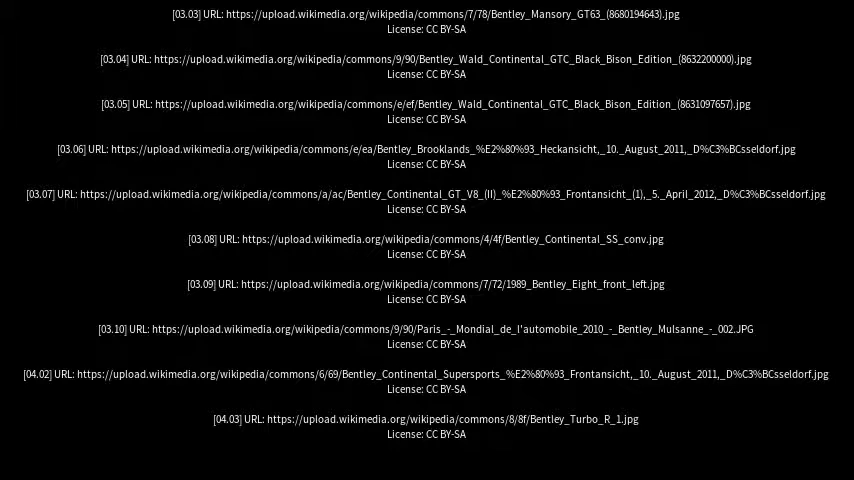 [03.03] URL: https://upload.wikimedia.org/wikipedia/commons/7/78/Bentley_Mansory_GT63_(8680194643).jpg
License: CC BY-SA
[03.04] URL: https://upload.wikimedia.org/wikipedia/commons/9/90/Bentley_Wald_Continental_GTC_Black_Bison_Edition_(8632200000).jpg
License: CC BY-SA
[03.05] URL: https://upload.wikimedia.org/wikipedia/commons/e/ef/Bentley_Wald_Continental_GTC_Black_Bison_Edition_(8631097657).jpg
License: CC BY-SA
[03.06] URL: https://upload.wikimedia.org/wikipedia/commons/e/ea/Bentley_Brooklands_%E2%80%93_Heckansicht,_10._August_2011,_D%C3%BCsseldorf.jpg
License: CC BY-SA
[03.07] URL: https://upload.wikimedia.org/wikipedia/commons/a/ac/Bentley_Continental_GT_V8_(II)_%E2%80%93_Frontansicht_(1),_5._April_2012,_D%C3%BCsseldorf.jpg
License: CC BY-SA
[03.08] URL: https://upload.wikimedia.org/wikipedia/commons/4/4f/Bentley_Continental_SS_conv.jpg
License: CC BY-SA
[03.09] URL: https://upload.wikimedia.org/wikipedia/commons/7/72/1989_Bentley_Eight_front_left.jpg
License: CC BY-SA
[03.10] URL: https://upload.wikimedia.org/wikipedia/commons/9/90/Paris_-_Mondial_de_l'automobile_2010_-_Bentley_Mulsanne_-_002.JPG
License: CC BY-SA
[04.02] URL: https://upload.wikimedia.org/wikipedia/commons/6/69/Bentley_Continental_Supersports_%E2%80%93_Frontansicht,_10._August_2011,_D%C3%BCsseldorf.jpg
License: CC BY-SA
[04.03] URL: https://upload.wikimedia.org/wikipedia/commons/8/8f/Bentley_Turbo_R_1.jpg
License: CC BY-SA